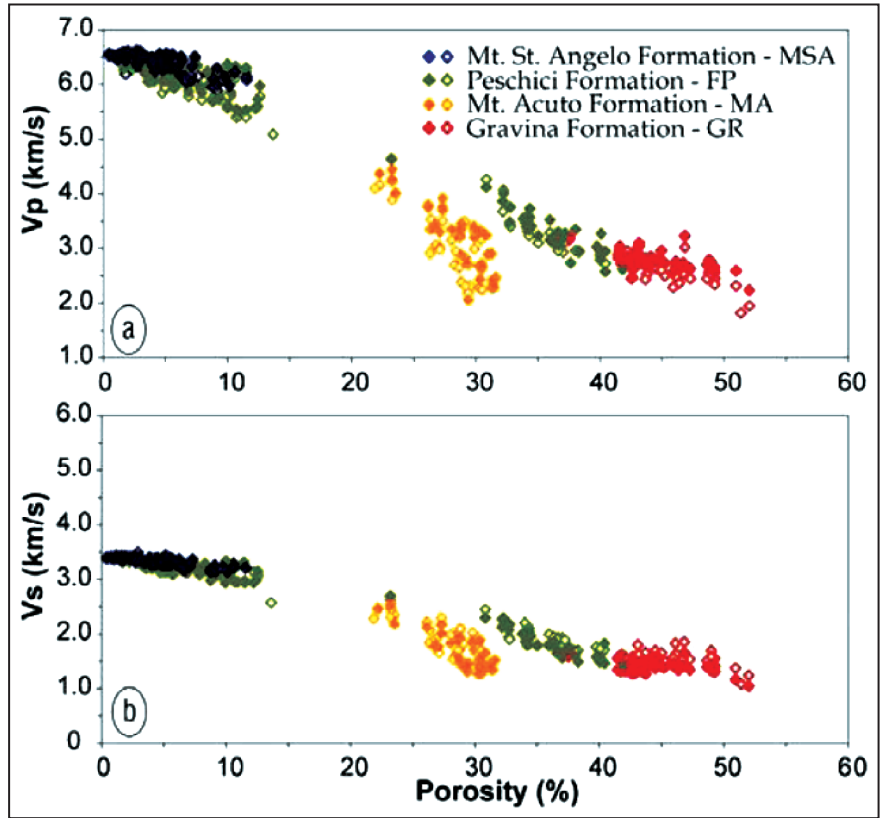 7.0
Mt. St. Angelo Formation - MSA
6.0
Peschici Formation - FP
Mt. Acuto Formation - MA
5.0
Gravina Formation - GR
4.0
Vp (km/s)
3.0
2.0
a
1.0
0 10 20 30 40 50 60
6.0
5.0
4.0
Vs (km/s)
3.0
2.0
1.0
b
0
0 10 20 30 40 50 60
Porosity (%)